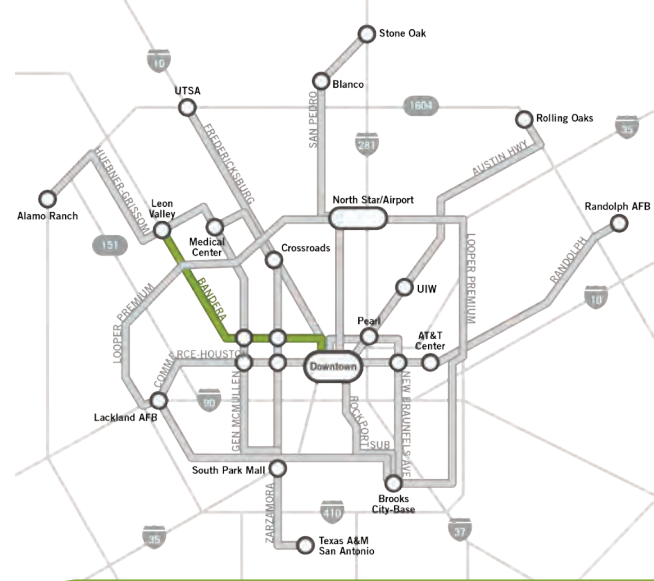 Stone Oak
10
Blanco
UTSA
1604
Rolling Oaks
SAN PEDRO
FREDERICKSBURG
35
281
AUSTIN HWY
HUEBNER-GRISSOM
Leon
Valley
North Star/Airport
Randolph AFB
Alamo Ranch
Medical
Center
151
Crossroads
LOOPER PREMIUM
RANDOLPH
BANDERA
UIW
10
LOOPER PREMIUM
Pearl
AT&T
Center
COMM
RCE-HOUSTON
Downtown
90
Lackland AFB
GEN MCMULLEN
ROCKPORT
SUB
NEW BRAUNFELS AVE
South Park Mall
Brooks
City-Base
ZARZAMORA
410
35
37
Texas A&M
San Antonio